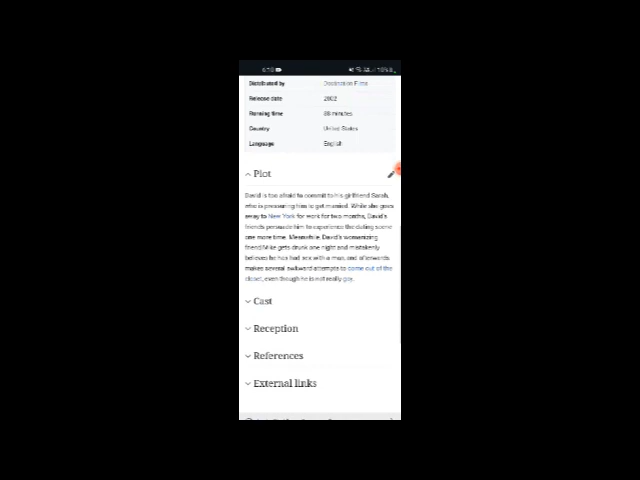 Distributed by Destination Films
Release date 2002
Running time 88 minutes
Country United States
Language English
Plot
David is too afraid to commit to his girlfriend Sarah,
who is pressuring him to get married. While she goes
away to New York for work for two months, David's
friends persuade him to experience the dating scene
one more time. Meanwhile, David's womanizing
friend Mike gets drunk one night and mistakenly
believes he has had sex with a man, and afterwards
makes several awkward attempts to come out of the
closet, even though he is not really gay.
Cast
Reception
References
External links